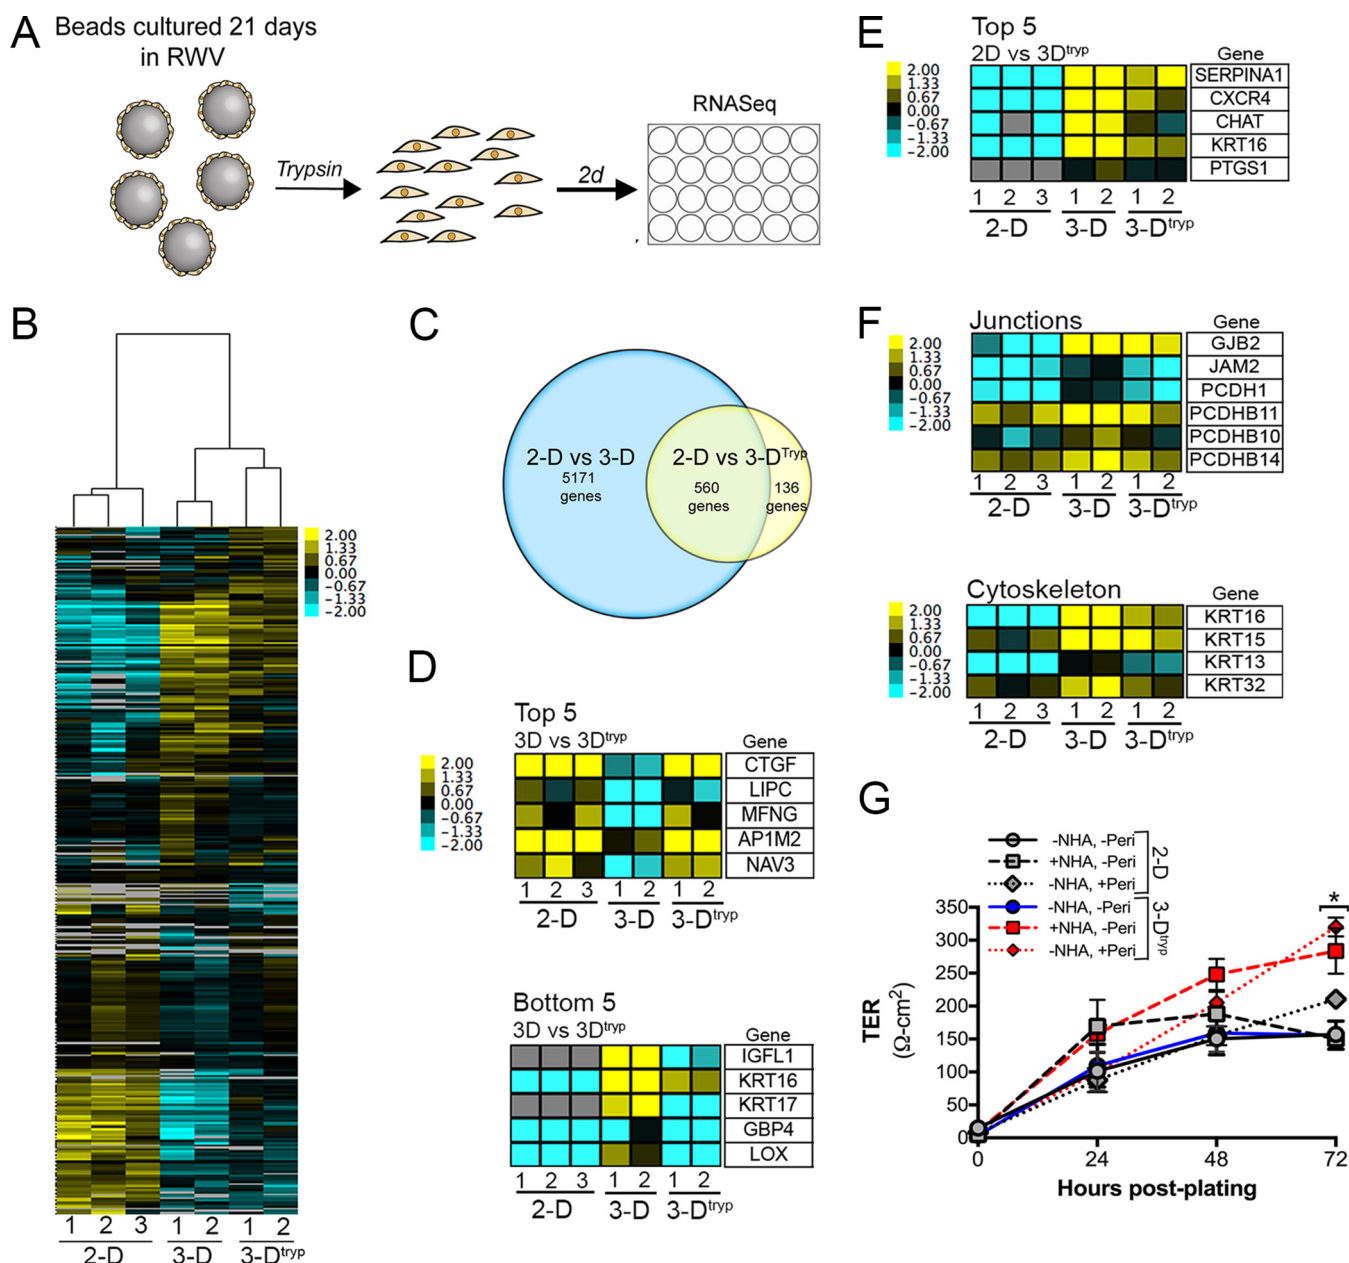 A
Beads cultured 21 days
in RWV
Trypsin
2d
RNASeq
B
2.00
1.33
0.67
0.00
-0.67
-1.33
-2.00
1 2 3 1 2 1 2
2-D 3-D 3-Dtryp
C
2-D vs 3-D
5171
genes
2-D vs 3-DTryp
560
genes
136
genes
D
Top 5
3D vs 3Dtryp
Gene
2.00
1.33
0.67
0.00
-0.67
-1.33
-2.00
CTGF
LIPC
MFNG
AP1M2
NAV3
1 2 3 1 2 1 2
2-D 3-D 3-Dtryp
Bottom 5
3D vs 3Dtryp
Gene
IGFL1
KRT16
KRT17
GBP4
LOX
1 2 3 1 2 1 2
2-D 3-D 3-Dtryp
E
Top 5
2D vs 3Dtryp
Gene
2.00
1.33
0.67
0.00
-0.67
-1.33
-2.00
SERPINA1
CXCR4
CHAT
KRT16
PTGS1
1 2 3 1 2 1 2
2-D 3-D 3-Dtryp
F
Junctions
Gene
2.00
1.33
0.67
0.00
-0.67
-1.33
-2.00
GJB2
JAM2
PCDH1
PCDHB11
PCDHB10
PCDHB14
1 2 3 1 2 1 2
2-D 3-D 3-Dtryp
Cytoskeleton
Gene
2.00
1.33
0.67
0.00
-0.67
-1.33
-2.00
KRT16
KRT15
KRT13
KRT32
1 2 3 1 2 1 2
2-D 3-D 3-Dtryp
G
-NHA, -Peri
+NHA, -Peri
-NHA, +Peri
2-D
-NHA, -Peri
+NHA, -Peri
-NHA, +Peri
3-Dtryp
*
TER
(Ω-cm2)
350
300
250
200
150
100
50
0
0 24 48 72
Hours post-plating